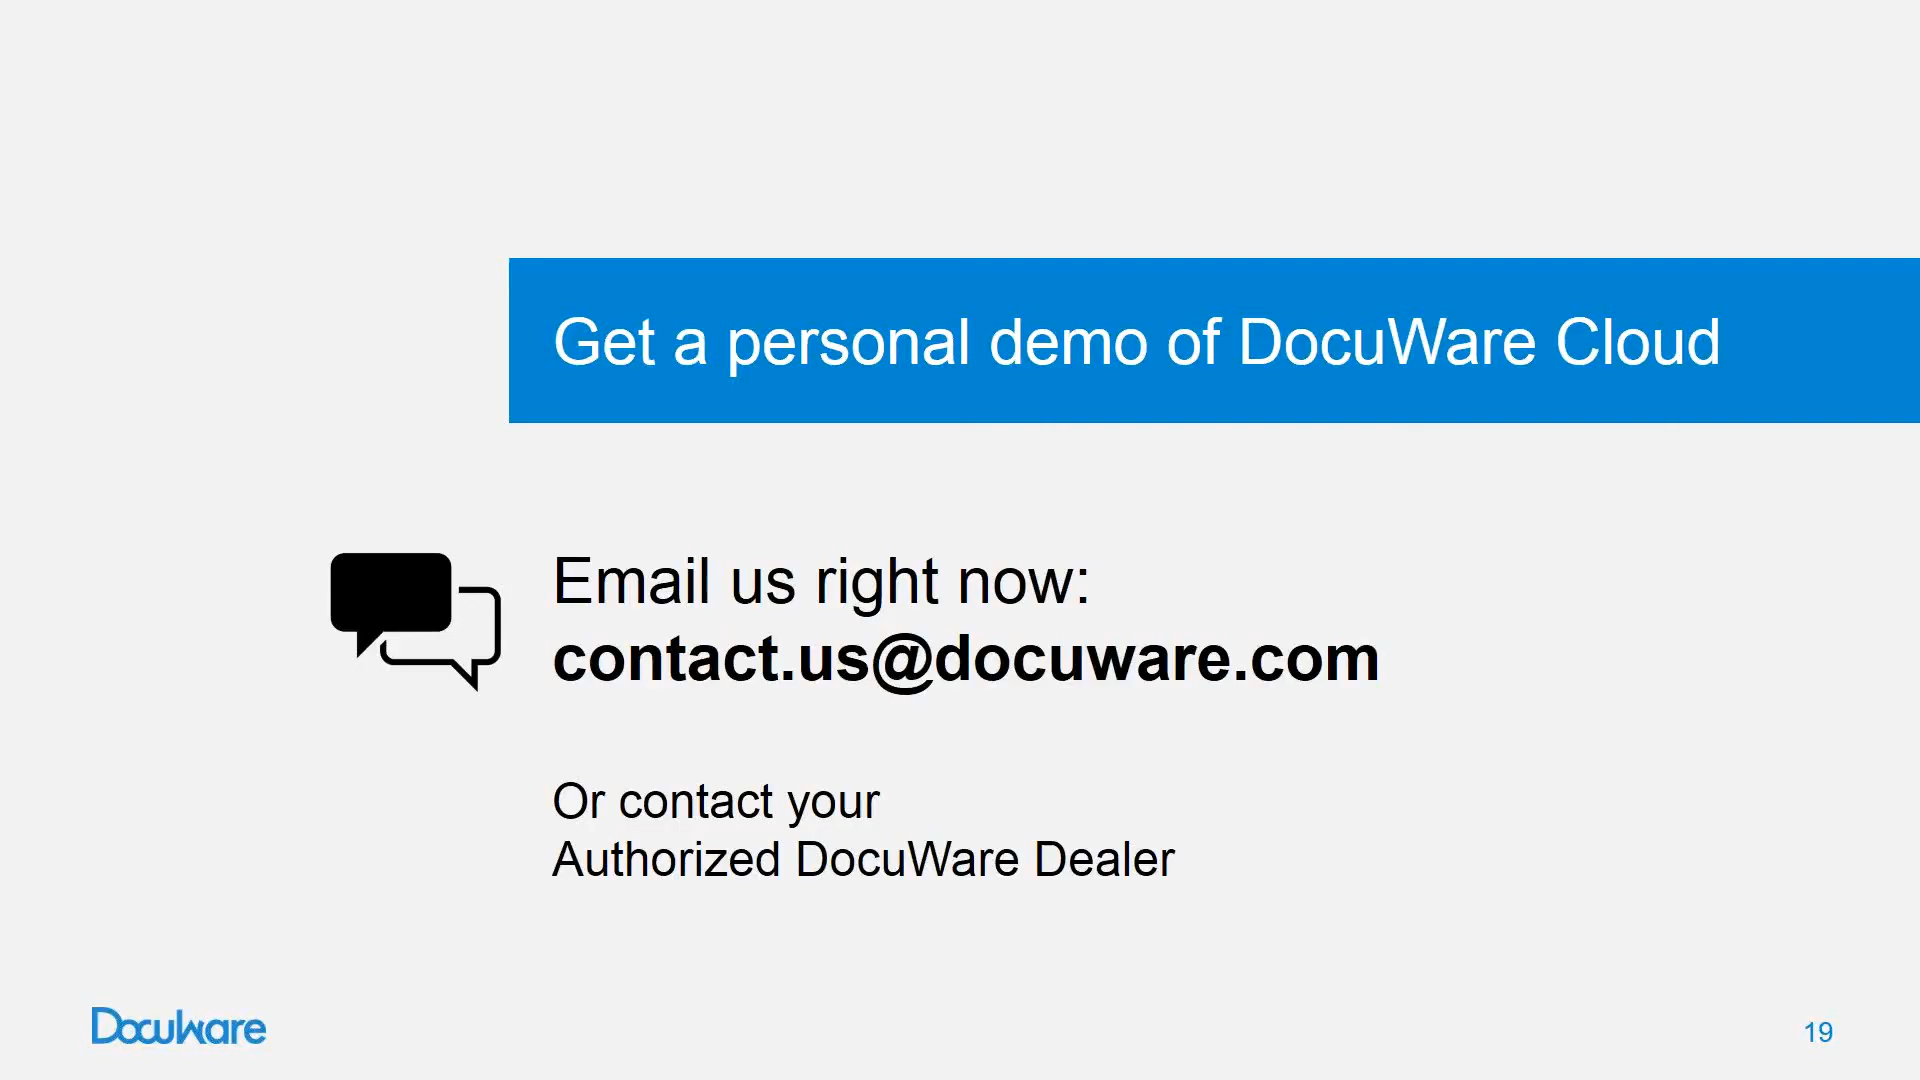 Get a personal demo of DocuWare Cloud
Email us right now:
contact.us@docuware.com
Or contact your
Authorized DocuWare Dealer
DocuWare
19